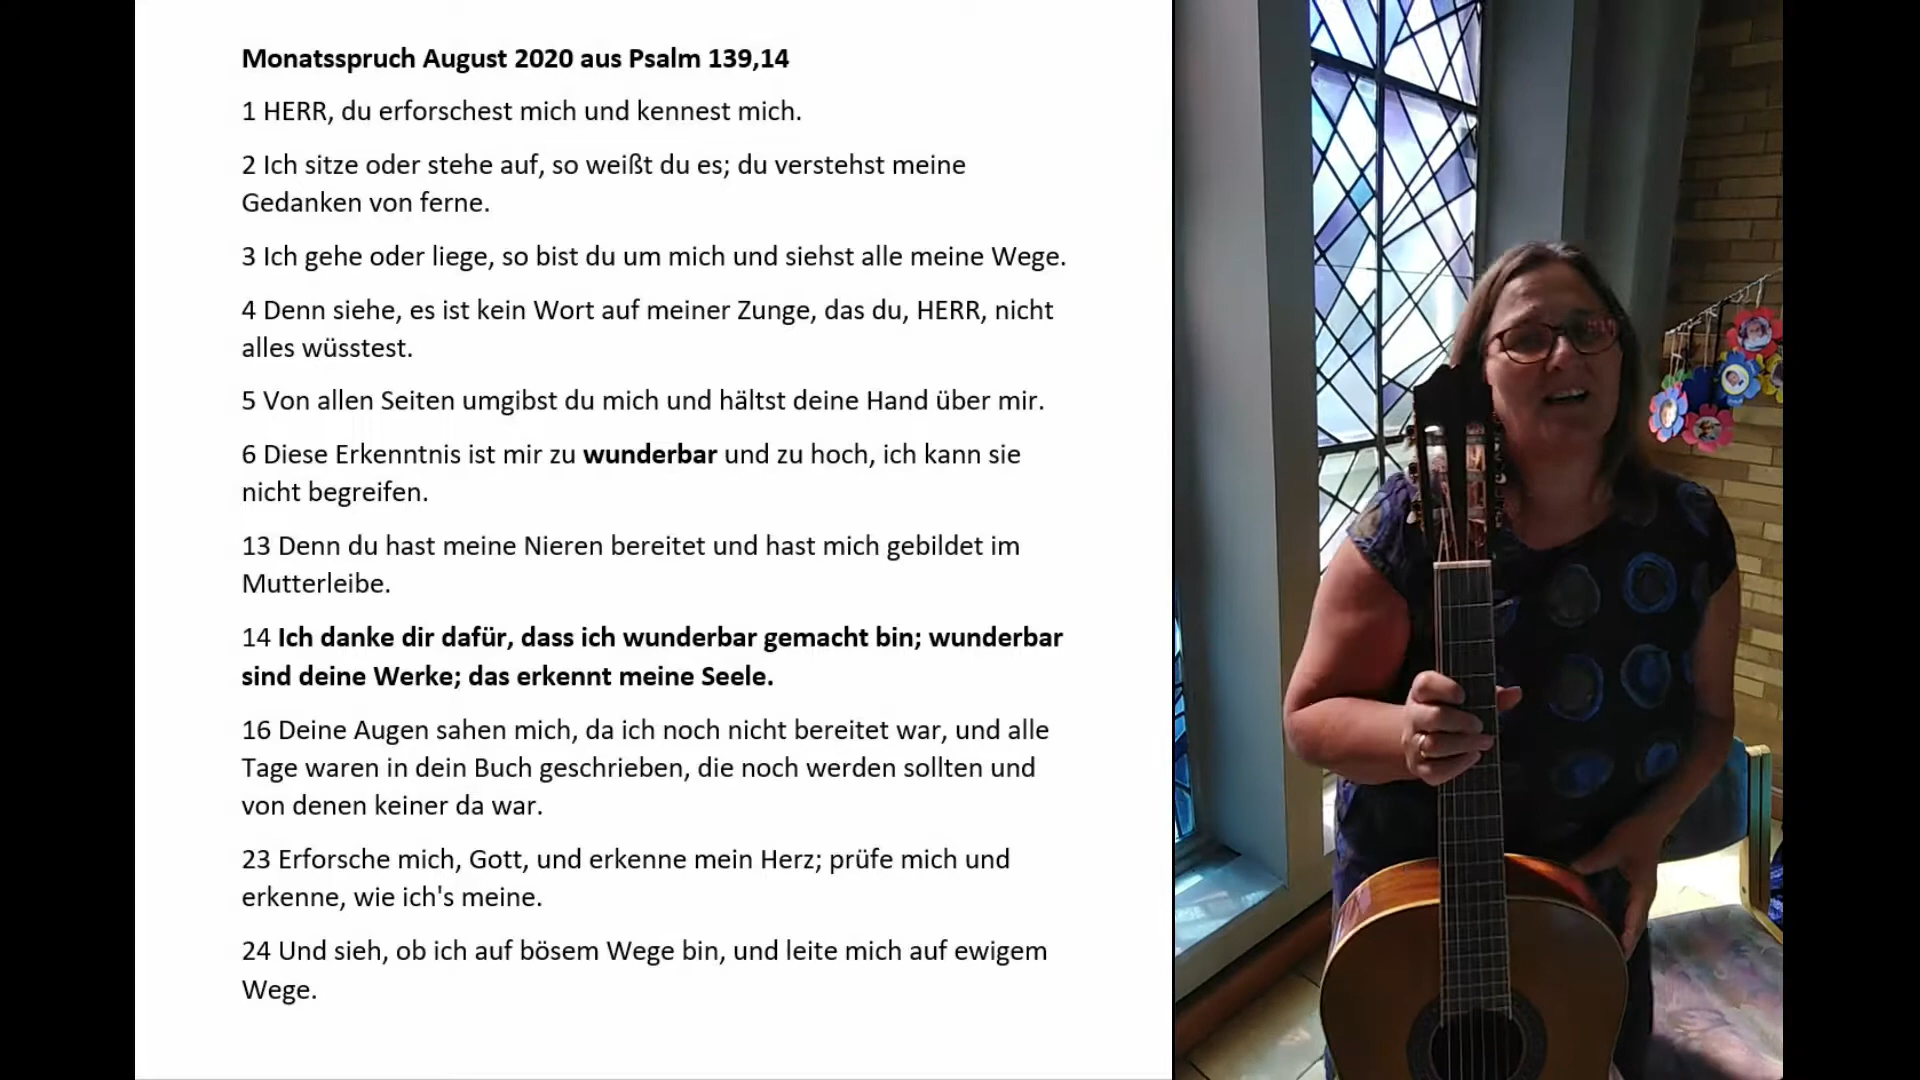 Monatsspruch August 2020 aus Psalm 139,14
1 HERR, du erforschest mich und kennest mich.
2 Ich sitze oder stehe auf, so weißt du es; du verstehst meine
Gedanken von ferne.
3 Ich gehe oder liege, so bist du um mich und siehst alle meine Wege.
4 Denn siehe, es ist kein Wort auf meiner Zunge, das du, HERR, nicht
alles wüsstest.
5 Von allen Seiten umgibst du mich und hältst deine Hand über mir.
6 Diese Erkenntnis ist mir zu wunderbar und zu hoch, ich kann sie
nicht begreifen.
13 Denn du hast meine Nieren bereitet und hast mich gebildet im
Mutterleibe.
14 Ich danke dir dafür, dass ich wunderbar gemacht bin; wunderbar
sind deine Werke; das erkennt meine Seele.
16 Deine Augen sahen mich, da ich noch nicht bereitet war, und alle
Tage waren in dein Buch geschrieben, die noch werden sollten und
von denen keiner da war.
23 Erforsche mich, Gott, und erkenne mein Herz; prüfe mich und
erkenne, wie ich's meine.
24 Und sieh, ob ich auf bösem Wege bin, und leite mich auf ewigem
Wege.